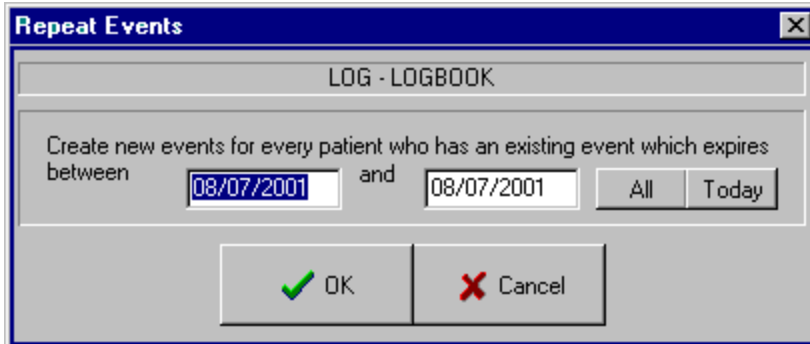 Repeat Events
LOG - LOGBOOK
Create new events for every patient who has an existing event which expires
between 08/07/2001 and 08/07/2001 All Today
OK Cancel